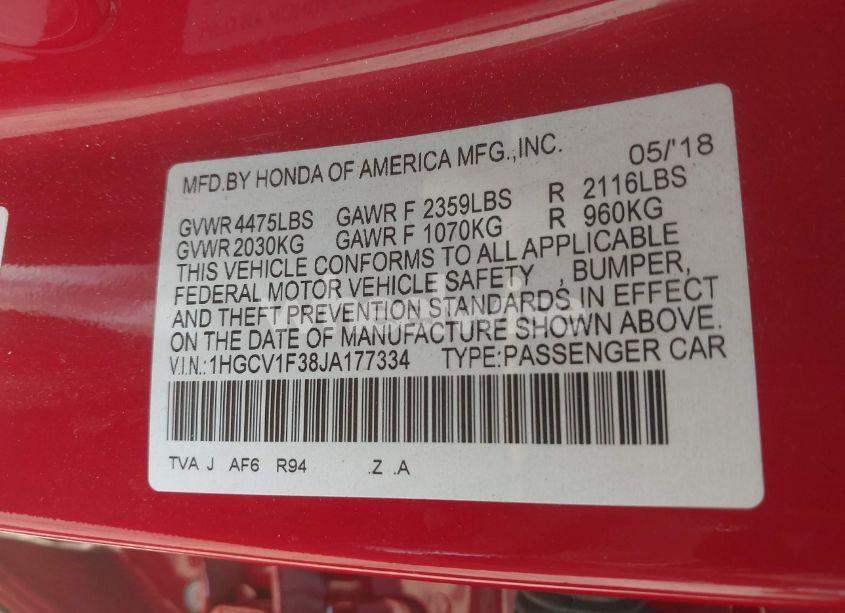 MFD.BY HONDA OF AMERICA MFG.,INC. 05/'18
GVWR 4475LBS GAWR F 2359LBS R 2116LBS
GVWR 2030KG GAWR F 1070KG R 960KG
THIS VEHICLE CONFORMS TO ALL APPLICABLE
FEDERAL MOTOR VEHICLE SAFETY , BUMPER,
AND THEFT PREVENTION STANDARDS IN EFFECT
ON THE DATE OF MANUFACTURE SHOWN ABOVE.
V.I.N.:1HGCV1F38JA177334 TYPE:PASSENGER CAR
TVA J AF6 R94 .Z .A